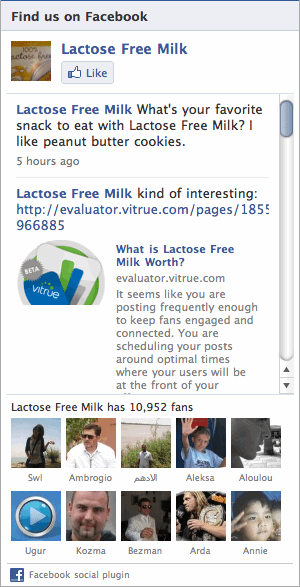 Find us on Facebook
100%
Lactose Free Milk
Like
Lactose Free Milk What's your favorite
snack to eat with Lactose Free Milk? I
like peanut butter cookies.
5 hours ago
Lactose Free Milk kind of interesting:
http://evaluator.vitrue.com/pages/1855
966885
BETA
vitrue
What is Lactose Free
Milk Worth?
evaluator.vitrue.com
It seems like you are
posting frequently enough
to keep fans engaged and
connected. You are
scheduling your posts
around optimal times
where your users will be
at the front of your
Lactose Free Milk has 10,952 fans
Swl Ambrogio الادهم Aleksa Aloulou
Ugur Kozma Bezman Arda Annie
Facebook social plugin